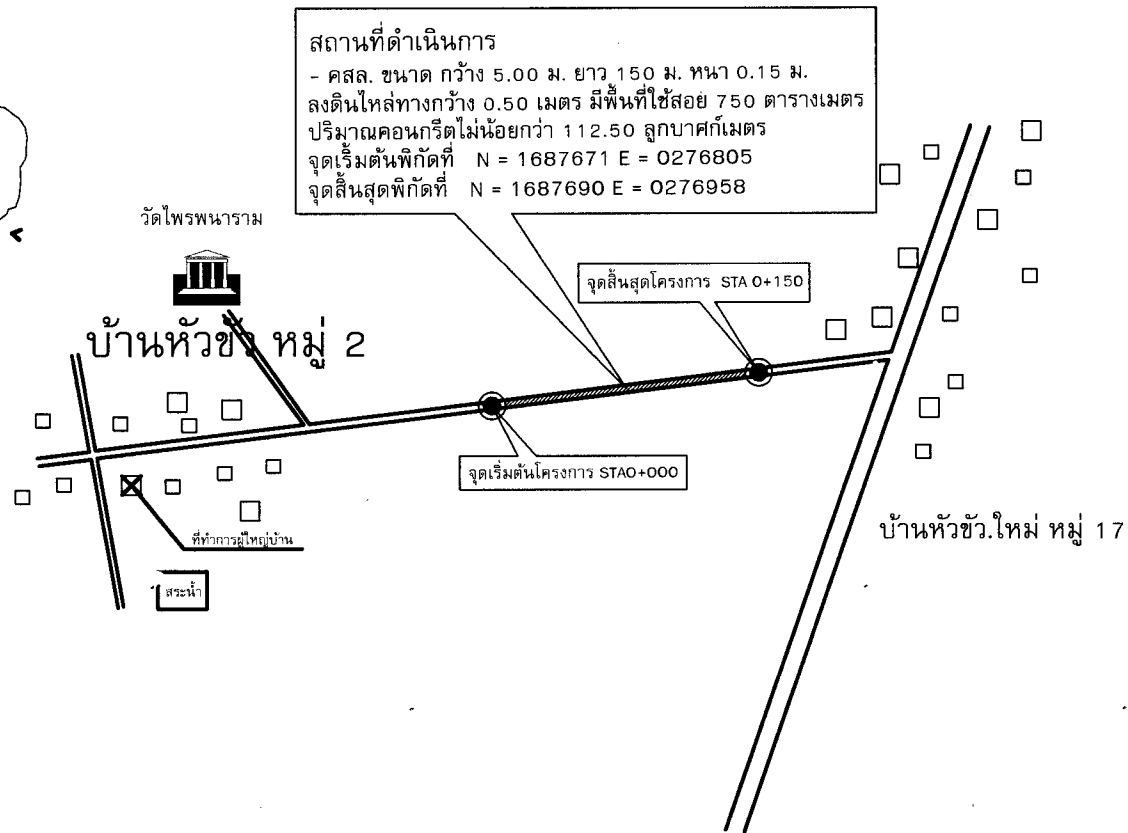 สถานที่ดำเนินการ
- คสล. ขนาด กว้าง 5.00 ม. ยาว 150 ม. หนา 0.15 ม.
ลงดินไหล่ทางกว้าง 0.50 เมตร มีพื้นที่ใช้สอย 750 ตารางเมตร
ปริมาณคอนกรีตไม่น้อยกว่า 112.50 ลูกบาศก์เมตร
จุดเริ่มต้นพิกัดที่ N = 1687671 E = 0276805
จุดสิ้นสุดพิกัดที่ N = 1687690 E = 0276958
วัดไพรพนาราม
จุดสิ้นสุดโครงการ STA 0+150
บ้านหัวขัว หมู่ 2
จุดเริ่มต้นโครงการ STA0+000
บ้านหัวขัว.ใหม่ หมู่ 17
ที่ทำการผู้ใหญ่บ้าน
สระน้ำ